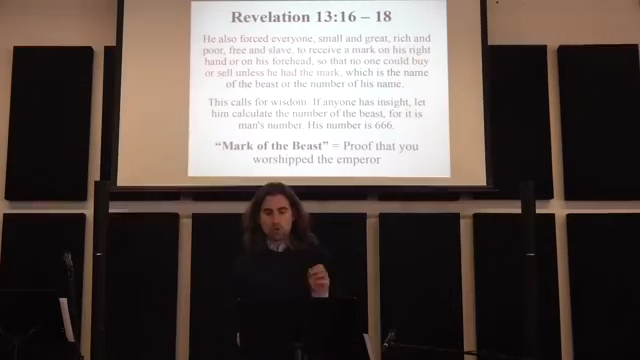 Revelation 13:16 – 18
He also forced everyone, small and great, rich and
poor, free and slave, to receive a mark on his right
hand or on his forehead, so that no one could buy
or sell unless he had the mark, which is the name
of the beast or the number of his name.
This calls for wisdom. If anyone has insight, let
him calculate the number of the beast, for it is
man's number. His number is 666.
“Mark of the Beast” = Proof that you
worshipped the emperor